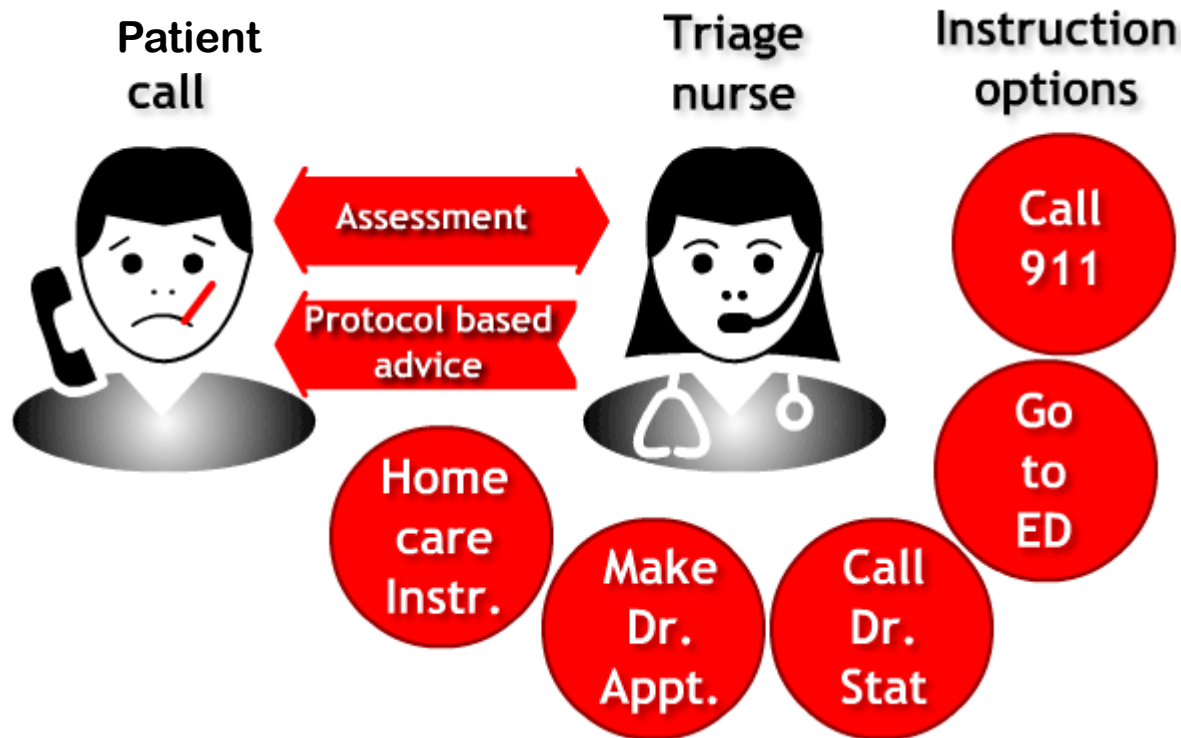 Patient
call
Triage
nurse
Instruction
options
Assessment
Protocol based
advice
Call
911
Go
to
ED
Call
Dr.
Stat
Make
Dr.
Appt.
Home
care
Instr.